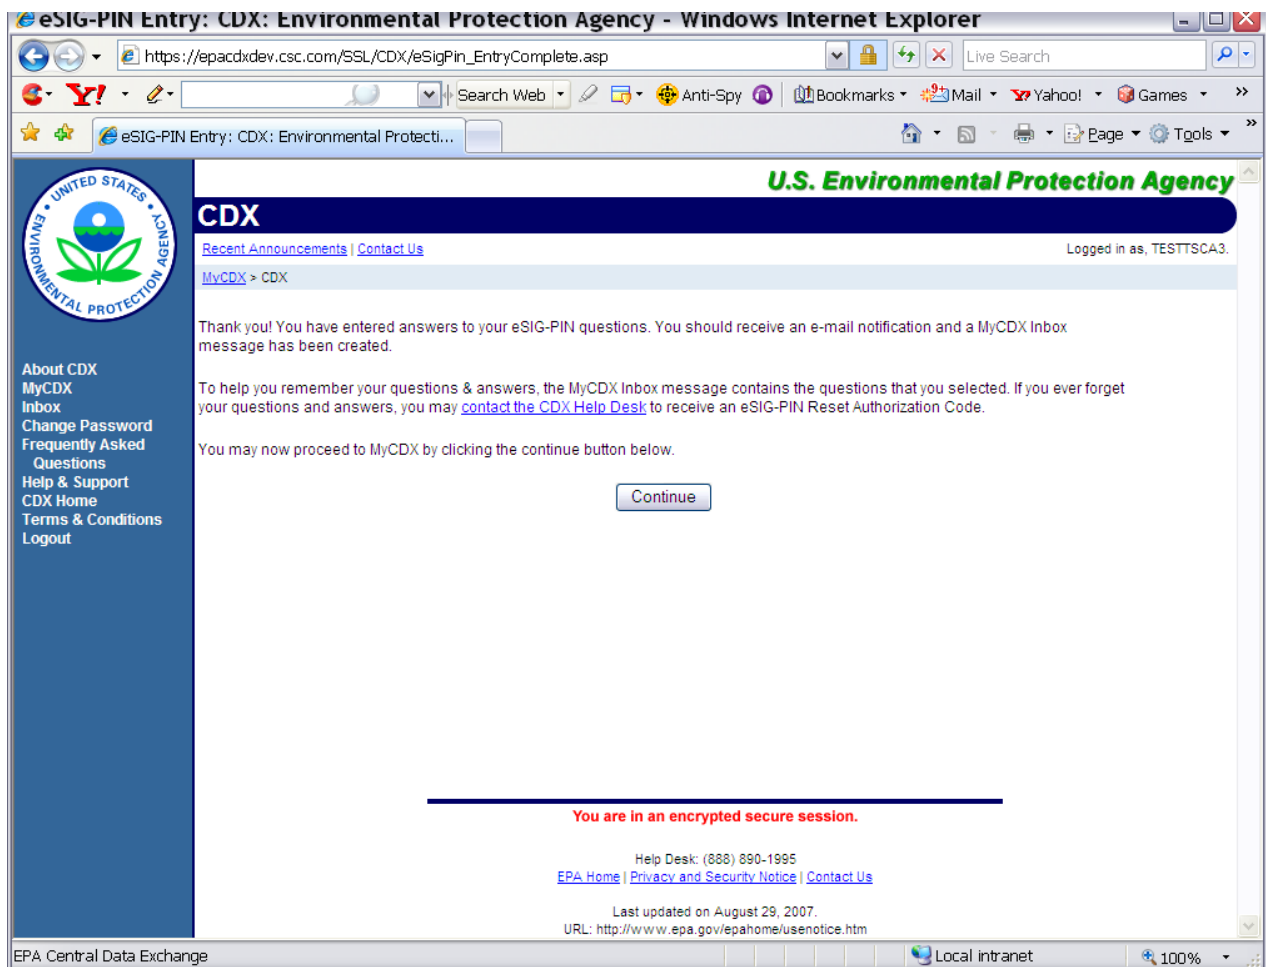 eSIG-PIN Entry: CDX: Environmental Protection Agency - Windows Internet Explorer
https://epacdxdev.csc.com/SSL/CDX/eSigPin_EntryComplete.asp
Live Search
Y!
Search Web
Anti-Spy
Bookmarks
Mail
Yahoo!
Games
eSIG-PIN Entry: CDX: Environmental Protecti...
Page
Tools
UNITED STATES ENVIRONMENTAL PROTECTION AGENCY
U.S. Environmental Protection Agency
CDX
Recent Announcements | Contact Us
Logged in as, TESTTSCA3.
MyCDX > CDX
About CDX
MyCDX
Inbox
Change Password
Frequently Asked
Questions
Help & Support
CDX Home
Terms & Conditions
Logout
Thank you! You have entered answers to your eSIG-PIN questions. You should receive an e-mail notification and a MyCDX Inbox
message has been created.
To help you remember your questions & answers, the MyCDX Inbox message contains the questions that you selected. If you ever forget
your questions and answers, you may contact the CDX Help Desk to receive an eSIG-PIN Reset Authorization Code.
You may now proceed to MyCDX by clicking the continue button below.
Continue
You are in an encrypted secure session.
Help Desk: (888) 890-1995
EPA Home | Privacy and Security Notice | Contact Us
Last updated on August 29, 2007.
URL: http://www.epa.gov/epahome/usenotice.htm
EPA Central Data Exchange
Local intranet
100%